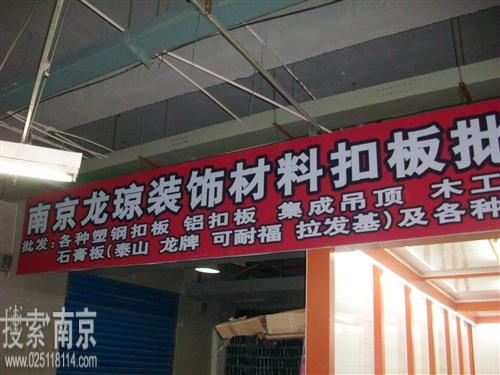 南京龙琼装饰材料扣板批
批发:各种塑钢扣板 铝扣板 集成吊顶 木工
石膏板(泰山 龙牌 可耐福 拉发基)及各种
搜索南京
www.025118114.com